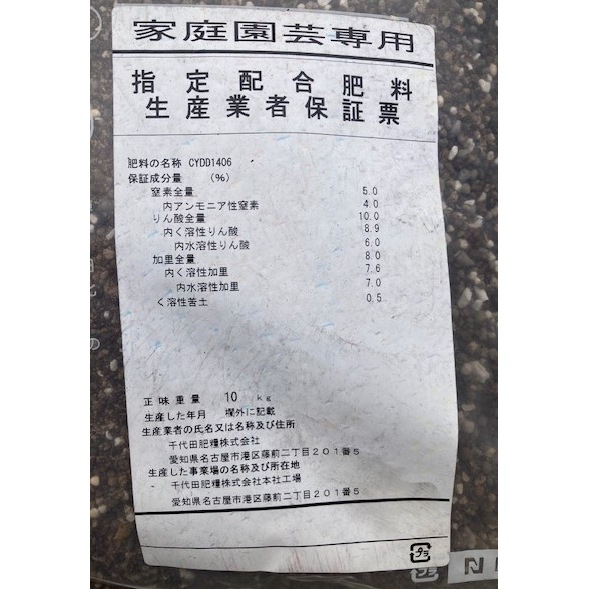 家庭園芸専用
指定配合肥料
生産業者保証票
肥料の名称 CYDD1406
保証成分量 (%)
窒素全量 5.0
内アンモニア性窒素 4.0
りん酸全量 10.0
内く溶性りん酸 8.9
内水溶性りん酸 6.0
加里全量 8.0
内く溶性加里 7.6
内水溶性加里 7.0
く溶性苦土 0.5
正味重量 10 kg
生産した年月 欄外に記載
生産業者の氏名又は名称及び住所
千代田肥糧株式会社
愛知県名古屋市港区藤前二丁目201番5
生産した事業場の名称及び所在地
千代田肥糧株式会社本社工場
愛知県名古屋市港区藤前二丁目201番5
プラ
プラ N